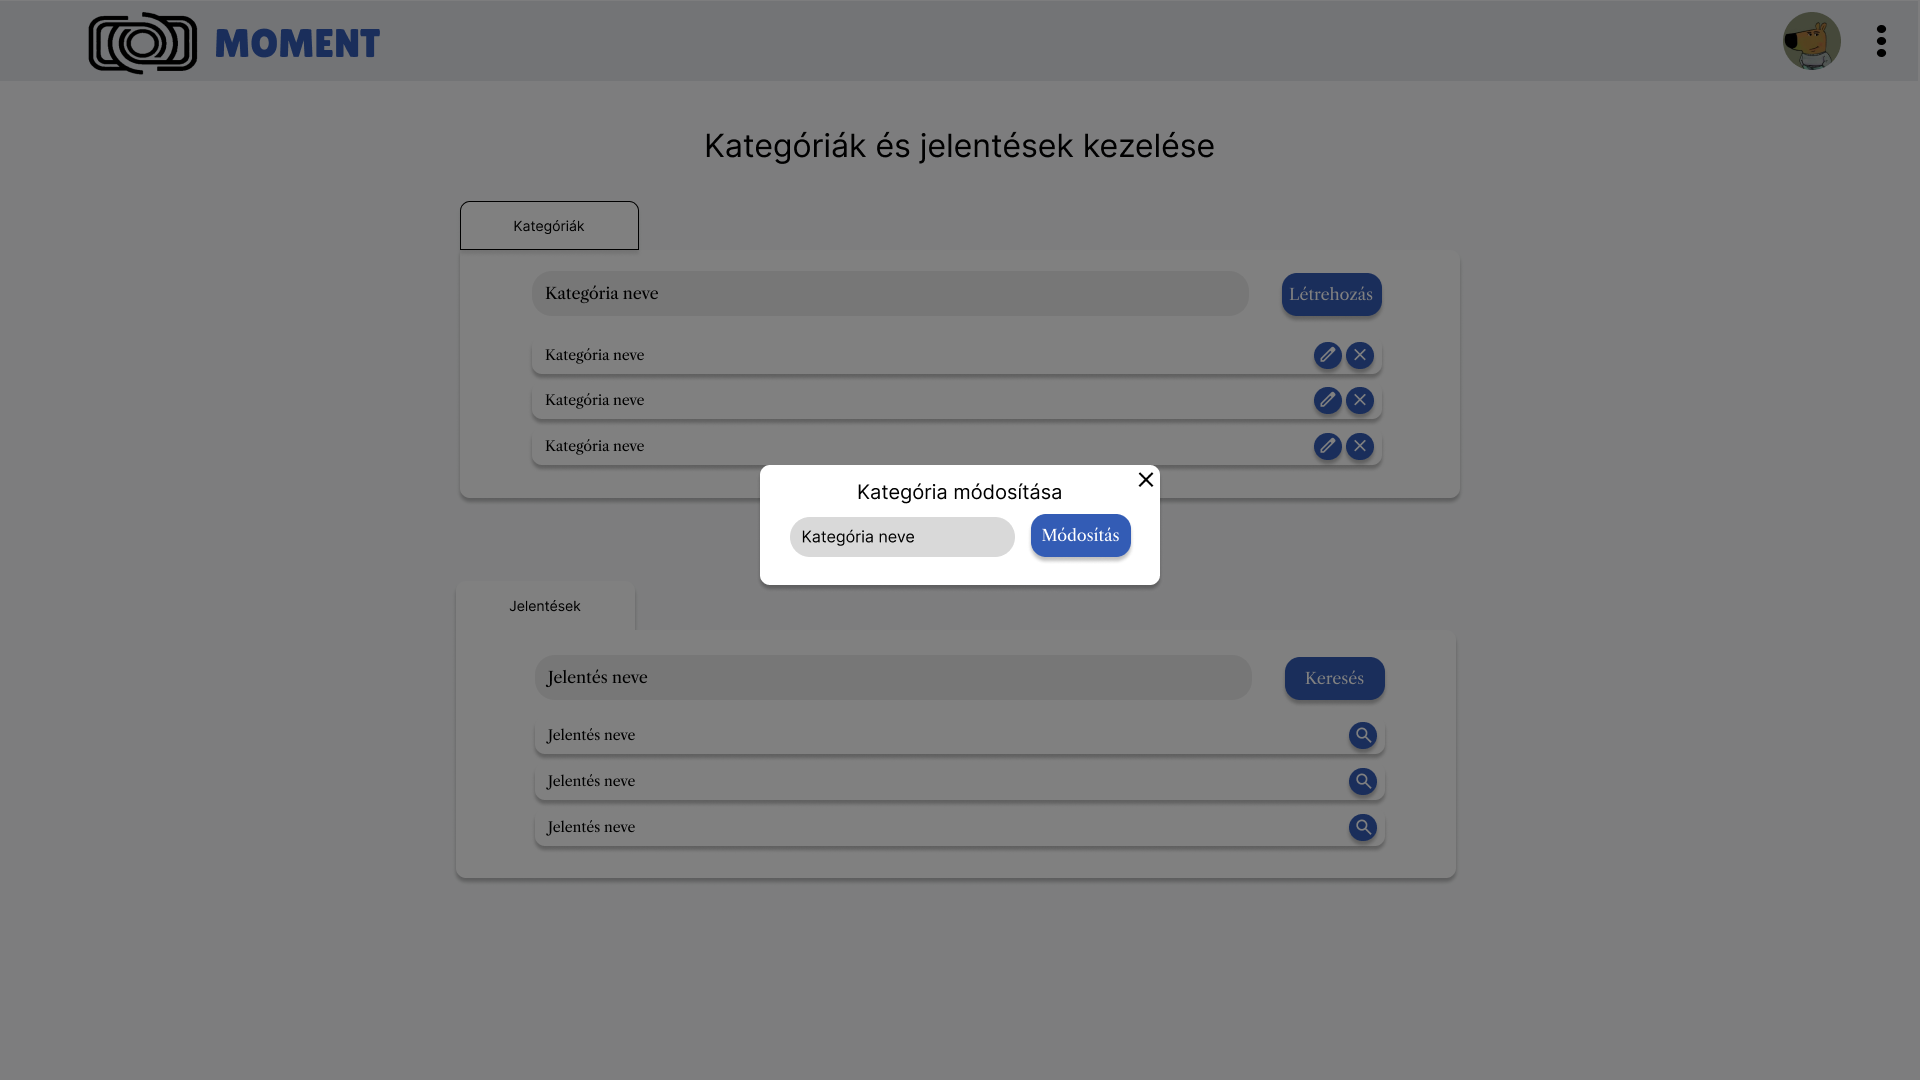 MOMENT
Kategóriák és jelentések kezelése
Kategóriák
Kategória neve
Létrehozás
Kategória neve
Kategória neve
Kategória neve
Kategória módosítása
Kategória neve
Módosítás
Jelentések
Jelentés neve
Keresés
Jelentés neve
Jelentés neve
Jelentés neve